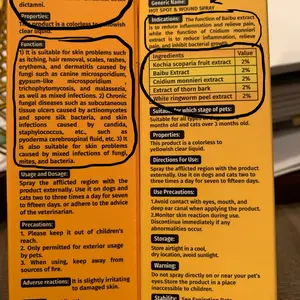 dictamni.
This product is a colorless to
clear liquid.
Function:
1) It is suitable for skin problems such
as itching, hair removal, scales, rashes,
erythema, and dermatitis caused by
fungi such as canine microsporidium,
gypsum-like microsporidium,
trichophytomycosis, and malassezia,
as well as mixed infections. 2) Chronic
fungal diseases such as subcutaneous
tissue sicers caused by actinomycetes
and spore silk bacteria, and skin
infections caused by candida,
staphylococcus, etc., such as
pyoderma cerebrospinal fluid, etc. 3) It
is also suitable for skin problems
caused by mixed infections of fungi,
mites, and bacteria.
Usage and Dosage:
Spray the afflicted region with the
product externally. Use it on dogs and
cats two to three times a day for seven
to fifteen days, or adhere to the advice
of the veterinarian.
Precautions:
1. Please keep it out of children's
reach.
2. Only permitted for exterior usage
by pets.
3. When using, keep away from
sources of fire.
Adverse reactions: It is slightly irritating
to damaged skin.
Generic Name:
HOT SPOT & WOUND SPRAY
Indications: The function of Baibu extract
is to reduce inflammation and relieve pain,
while the function of Cnidium monnieri
extract is to reduce inflammation, relieve
pain, and inhibit bacterial growth.
Ingredients Value
Kochia scoparia fruit extract 2%
Baibu Extract 2%
Cnidium monnieri extract 2%
Extract of thorn bark 2%
White ringworm peel extract 2%
Suitable for which stage of pets:
Suitable for all types
months old and cats over 3 months old.
Properties:
This product is a colorless to
yellowish clear liquid.
Directions for Use:
Spray the afflicted region with the
product externally. Use it on dogs and
cats two to three times a day for
seven to fifteen days.
Use Precautions:
1.Avoid contact with eyes, mouth, and
deep ear canal when applying the product.
2.Monitor skin reaction during use.
Discontinue immediately if any
abnormalities occur.
Storage:
Store airtight in a cool,
dry location, avoid sunlight.
Warning:
Do not spray directly on or near your pet's
eyes.Store the product in a place
inaccessible to children.
Stability: